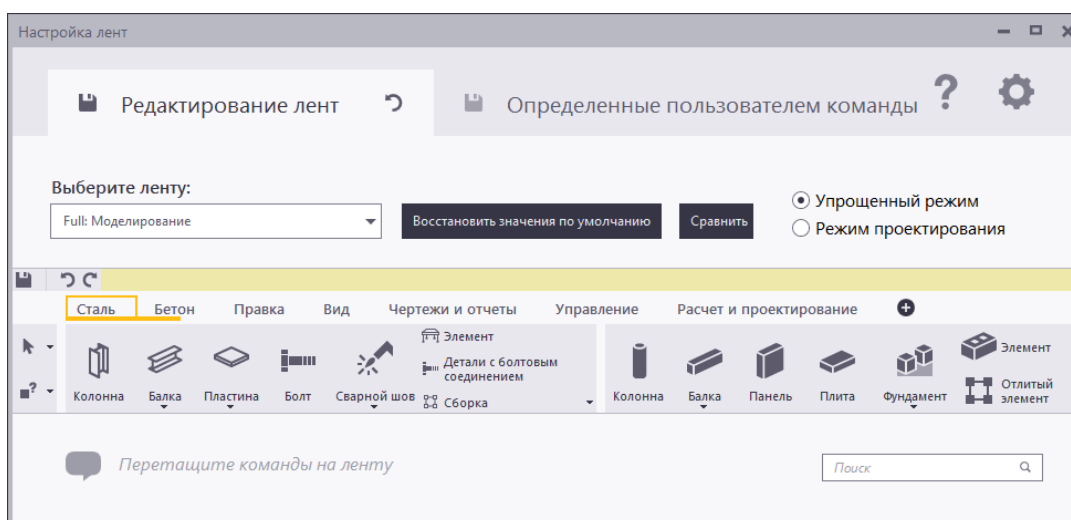 Настройка лент
Редактирование лент
Определенные пользователем команды
?
Выберите ленту:
Full: Моделирование
Восстановить значения по умолчанию
Сравнить
Упрощенный режим
Режим проектирования
Сталь Бетон Правка Вид Чертежи и отчеты Управление Расчет и проектирование
Колонна
Балка
Пластина
Болт
Сварной шов
Элемент
Детали с болтовым
соединением
Сборка
Колонна
Балка
Панель
Плита
Фундамент
Элемент
Отлитый
элемент
Перетащите команды на ленту
Поиск